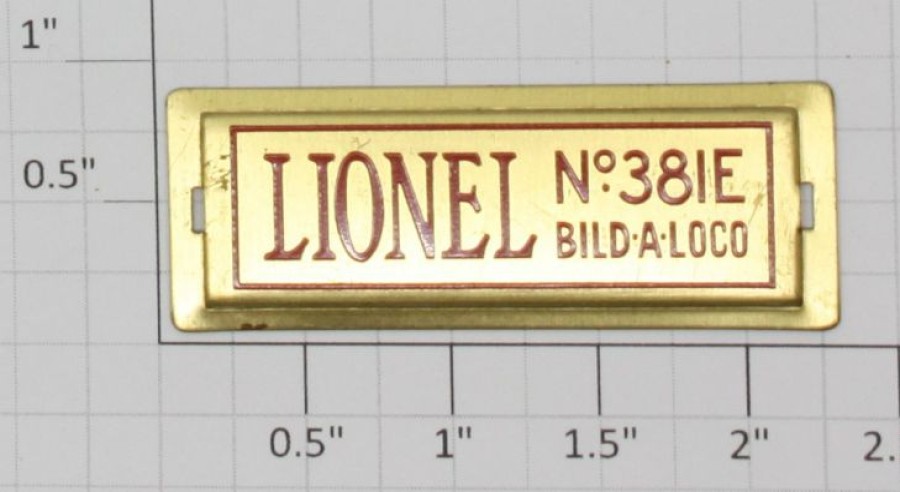 1"
0.5"
LIONEL
Nº.381E
BILD·A·LOCO
0.5" 1" 1.5" 2" 2.